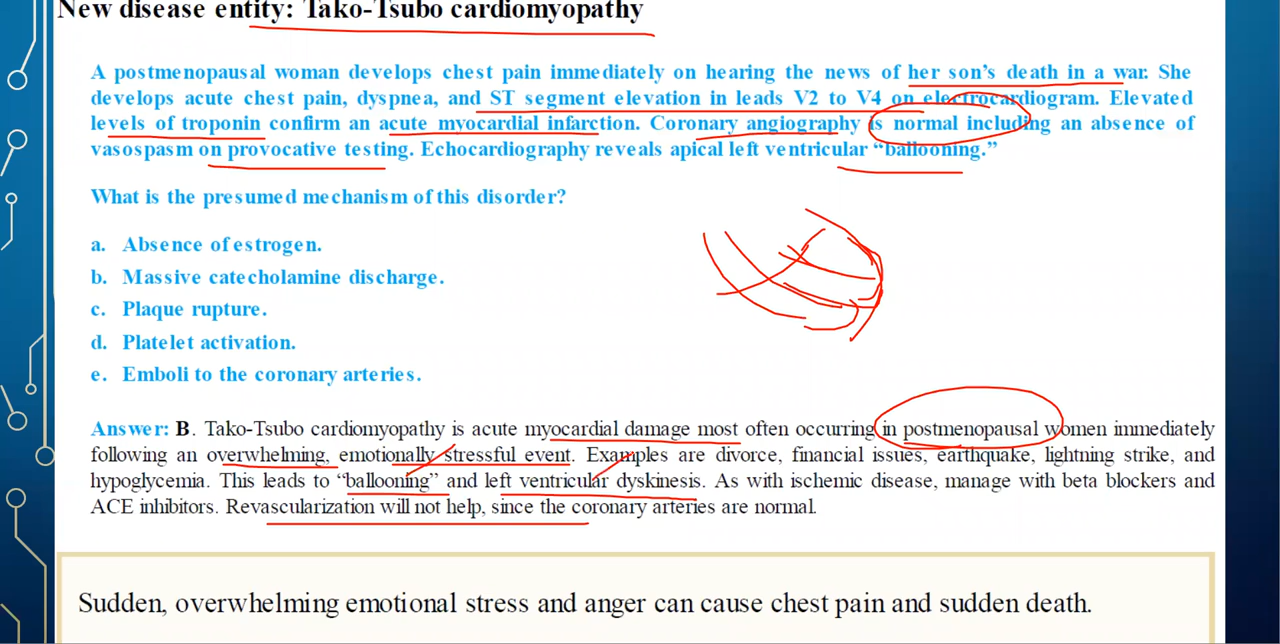 New disease entity: Tako-Tsubo cardiomyopathy
A postmenopausal woman develops chest pain immediately on hearing the news of her son's death in a war. She
develops acute chest pain, dyspnea, and ST segment elevation in leads V2 to V4 on electrocardiogram. Elevated
levels of troponin confirm an acute myocardial infarction. Coronary angiography is normal including an absence of
vasospasm on provocative testing. Echocardiography reveals apical left ventricular “ballooning.”
What is the presumed mechanism of this disorder?
a. Absence of estrogen.
b. Massive catecholamine discharge.
c. Plaque rupture.
d. Platelet activation.
e. Emboli to the coronary arteries.
Answer: B. Tako-Tsubo cardiomyopathy is acute myocardial damage most often occurring in postmenopausal women immediately
following an overwhelming, emotionally stressful event. Examples are divorce, financial issues, earthquake, lightning strike, and
hypoglycemia. This leads to “ballooning” and left ventricular dyskinesis. As with ischemic disease, manage with beta blockers and
ACE inhibitors. Revascularization will not help, since the coronary arteries are normal.
Sudden, overwhelming emotional stress and anger can cause chest pain and sudden death.